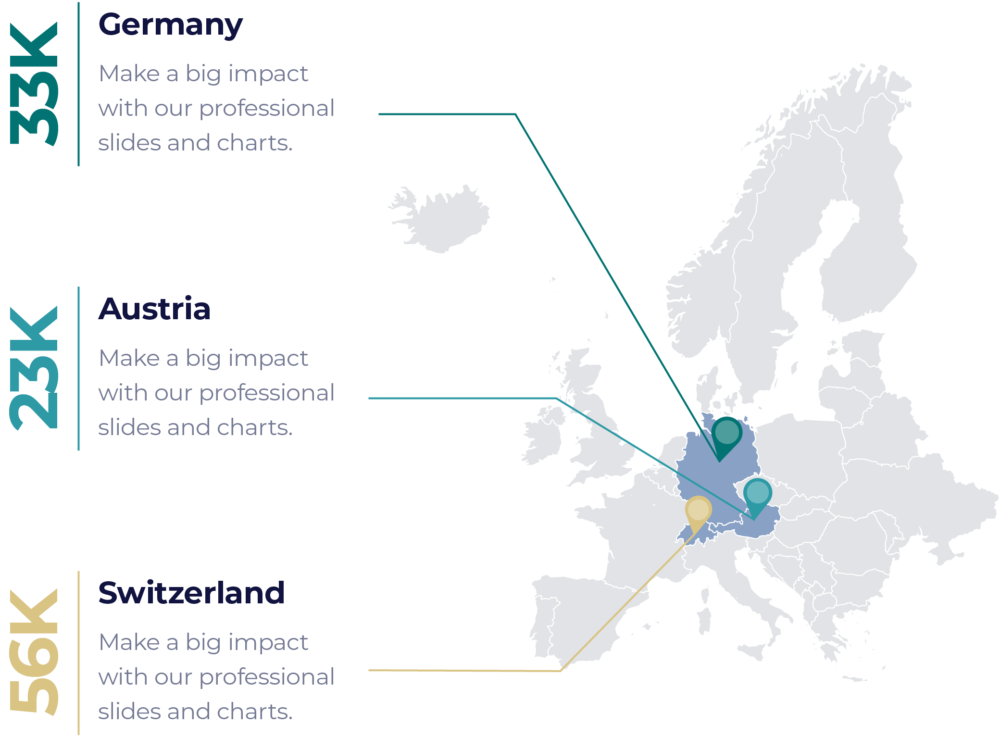 33K
Germany
Make a big impact
with our professional
slides and charts.
23K
Austria
Make a big impact
with our professional
slides and charts.
56K
Switzerland
Make a big impact
with our professional
slides and charts.